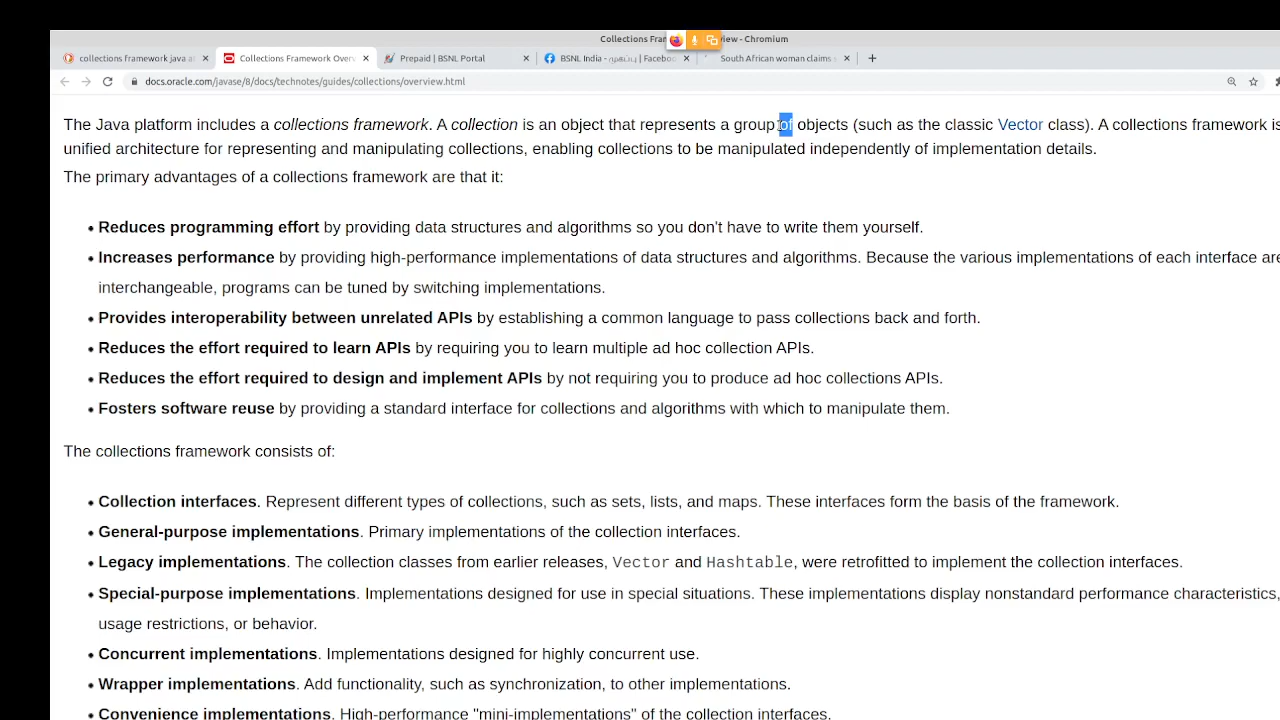 Collections Fran view - Chromium
collections framework java a
Collections Framework Over
Prepaid | BSNL Portal
BSNL India - முகப்பு | Facebo
South African woman claims s
docs.oracle.com/javase/8/docs/technotes/guides/collections/overview.html
The Java platform includes a collections framework. A collection is an object that represents a group of objects (such as the classic Vector class). A collections framework is
unified architecture for representing and manipulating collections, enabling collections to be manipulated independently of implementation details.
The primary advantages of a collections framework are that it:
• Reduces programming effort by providing data structures and algorithms so you don't have to write them yourself.
• Increases performance by providing high-performance implementations of data structures and algorithms. Because the various implementations of each interface are
interchangeable, programs can be tuned by switching implementations.
• Provides interoperability between unrelated APIs by establishing a common language to pass collections back and forth.
• Reduces the effort required to learn APIs by requiring you to learn multiple ad hoc collection APIs.
• Reduces the effort required to design and implement APIs by not requiring you to produce ad hoc collections APIs.
• Fosters software reuse by providing a standard interface for collections and algorithms with which to manipulate them.
The collections framework consists of:
• Collection interfaces. Represent different types of collections, such as sets, lists, and maps. These interfaces form the basis of the framework.
• General-purpose implementations. Primary implementations of the collection interfaces.
• Legacy implementations. The collection classes from earlier releases, Vector and Hashtable, were retrofitted to implement the collection interfaces.
• Special-purpose implementations. Implementations designed for use in special situations. These implementations display nonstandard performance characteristics,
usage restrictions, or behavior.
• Concurrent implementations. Implementations designed for highly concurrent use.
• Wrapper implementations. Add functionality, such as synchronization, to other implementations.
• Convenience implementations. High-performance "mini-implementations" of the collection interfaces.